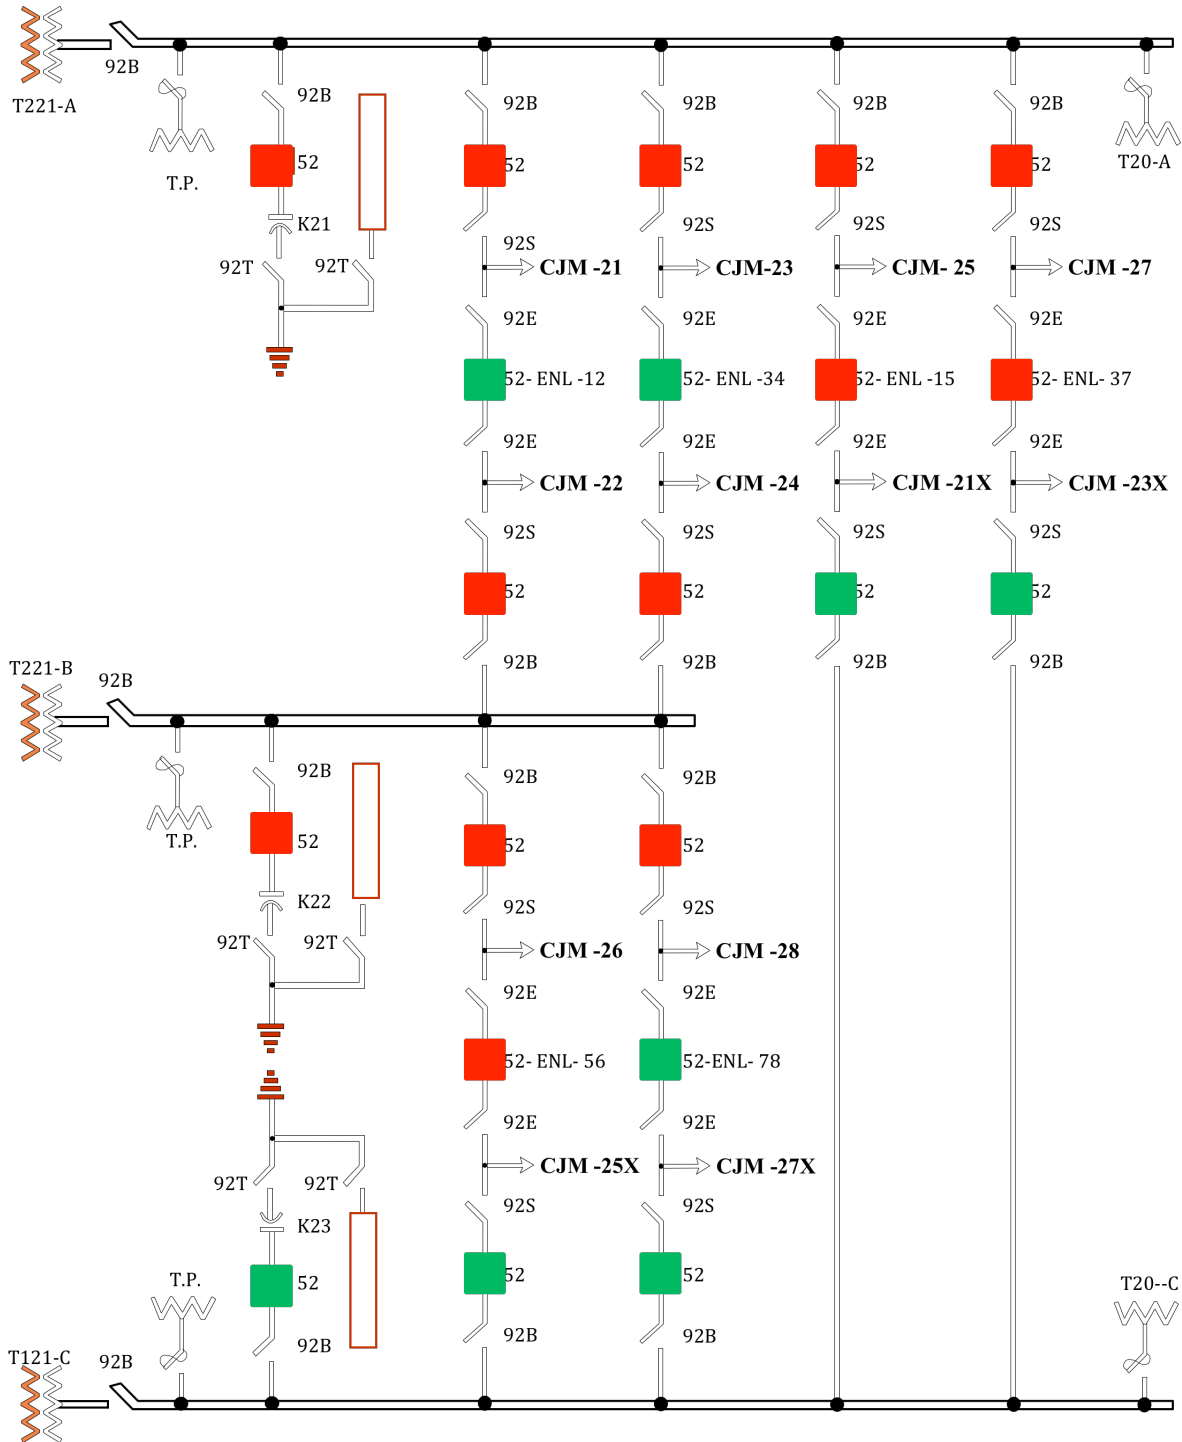 92B
T221-A
T.P.
92B
52
K21
92T
92T
92B
52
92S
CJM -21
92B
52
92S
CJM-23
92B
52
92S
CJM- 25
92B
52
92S
CJM -27
T20-A
92E
52- ENL -12
92E
CJM -22
92S
52
92B
92E
52- ENL -34
92E
CJM -24
92S
52
92B
92E
52- ENL -15
92E
CJM -21X
92S
52
92B
92E
52- ENL- 37
92E
CJM -23X
92S
52
92B
T221-B
92B
T.P.
92B
52
K22
92T
92T
92B
52
92S
CJM -26
92E
52- ENL- 56
92E
CJM -25X
92S
52
92B
92B
52
92S
CJM -28
92E
52-ENL- 78
92E
CJM -27X
92S
52
92B
92T
92T
K23
52
92B
T.P.
T121-C
92B
T20--C